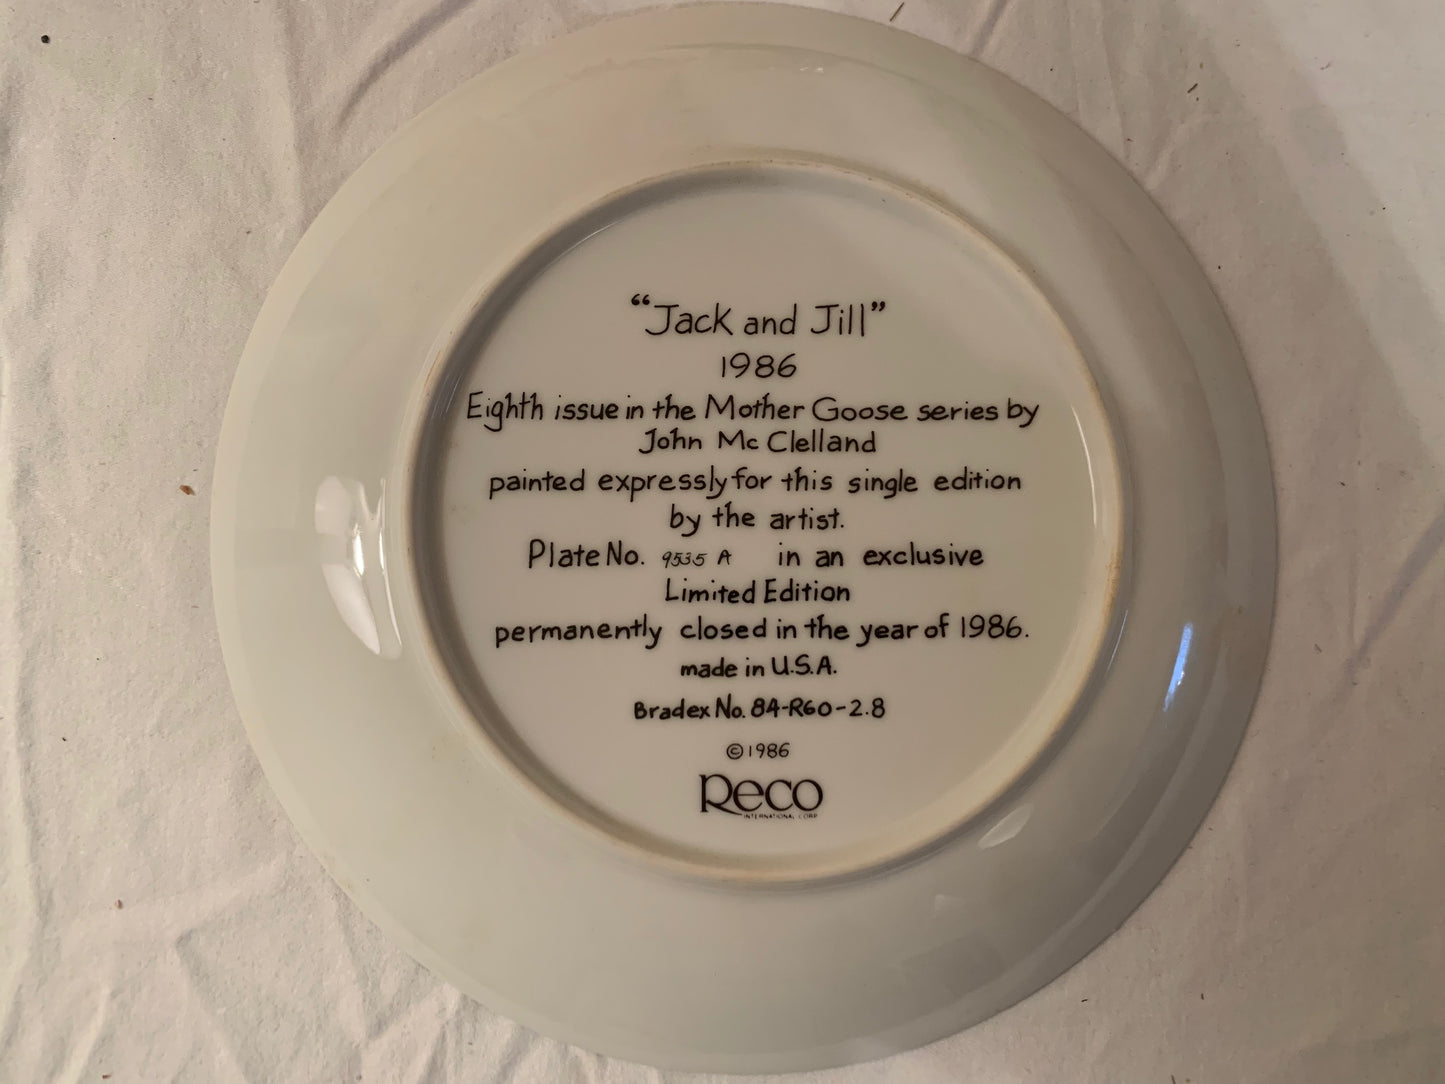 “Jack and Jill”
1986
Eighth issue in the Mother Goose series by
John Mc Clelland
painted expressly for this single edition
by the artist.
Plate No. 9535 A in an exclusive
Limited Edition
permanently closed in the year of 1986.
made in U.S.A.
Bradex No. 84-R60-2.8
©1986
Reco
INTERNATIONAL CORP